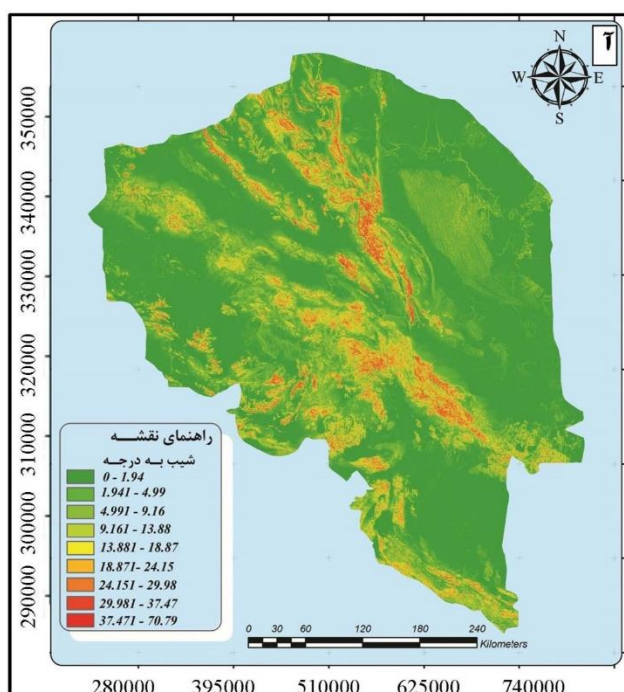 آ
N
W E
S
350000
340000
330000
320000
310000
300000
290000
راهنمای نقشه
شیب به درجه
0 - 1.94
1.941 - 4.99
4.991 - 9.16
9.161 - 13.88
13.881 - 18.87
18.871- 24.15
24.151 - 29.98
29.981 - 37.47
37.471 - 70.79
0 30 60 120 180 240
Kilometers
280000 395000 510000 625000 740000